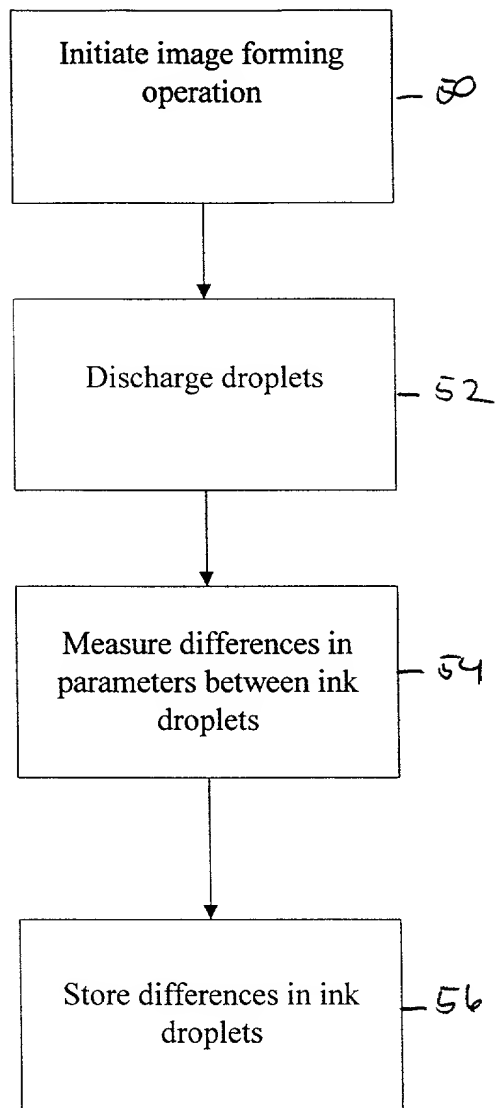 Initiate image forming
operation
50
Discharge droplets
52
Measure differences in
parameters between ink
droplets
54
Store differences in ink
droplets
56